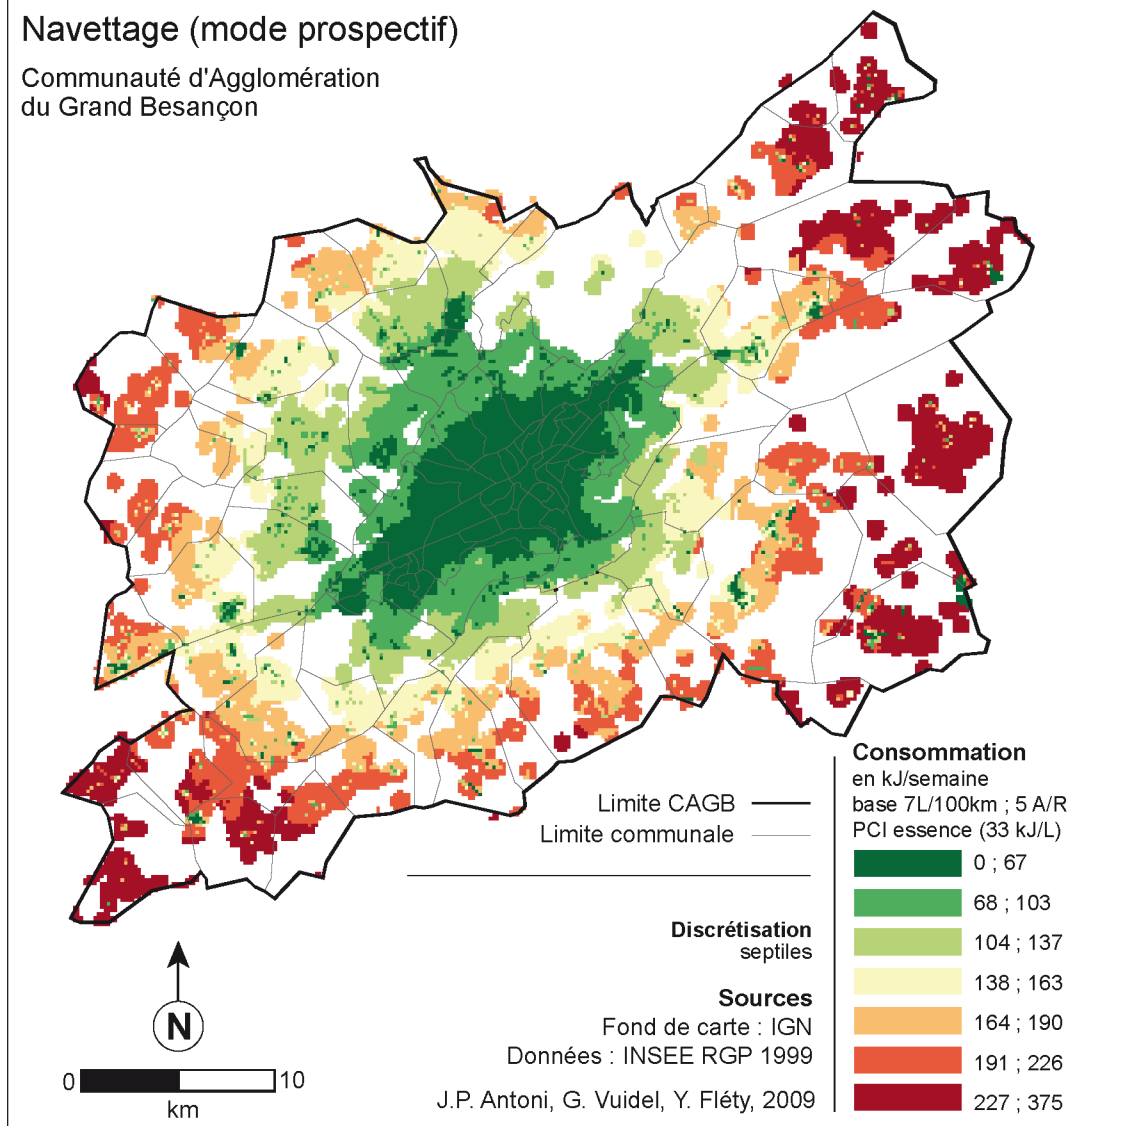 Navettage (mode prospectif)
Communauté d'Agglomération
du Grand Besançon
Limite CAGB
Limite communale
Discrétisation
septiles
Sources
Fond de carte : IGN
Données : INSEE RGP 1999
J.P. Antoni, G. Vuidel, Y. Fléty, 2009
Consommation
en kJ/semaine
base 7L/100km ; 5 A/R
PCI essence (33 kJ/L)
0 ; 67
68 ; 103
104 ; 137
138 ; 163
164 ; 190
191 ; 226
227 ; 375
N
0 10
km